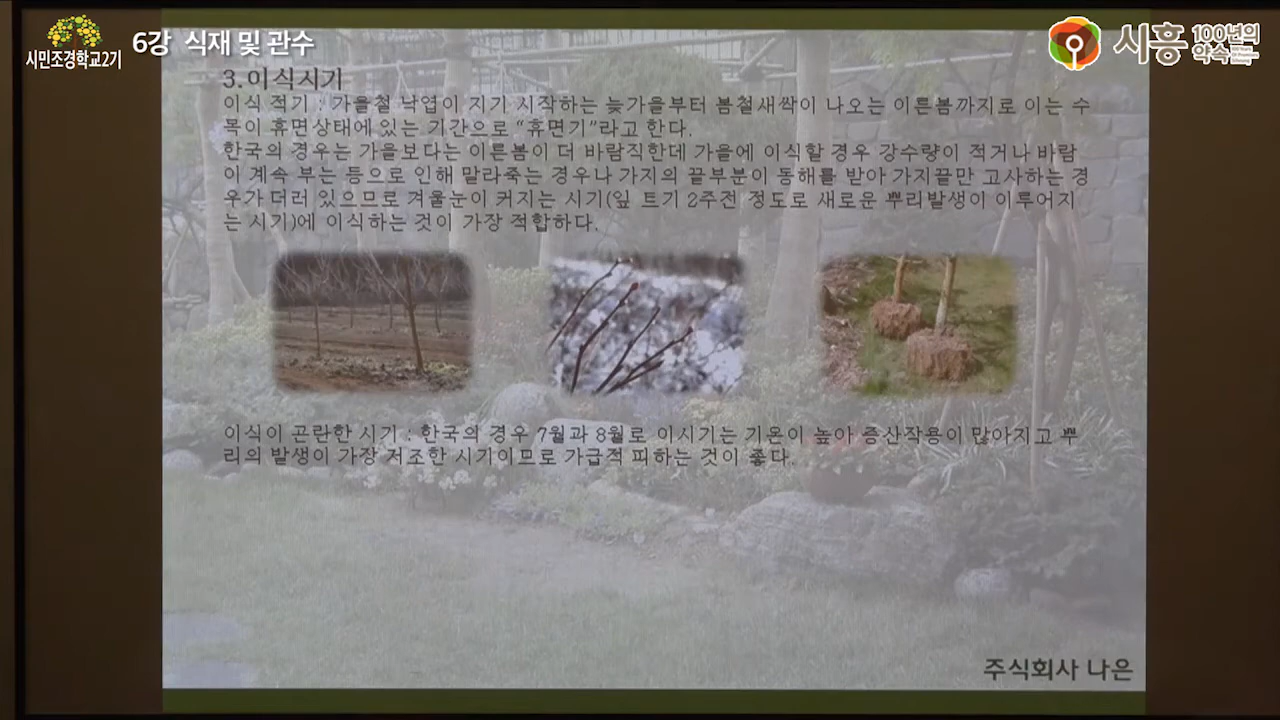 시민조경학교2기
6강 식재 및 관수
시흥
100년의
약속
3. 이식시기
이식 적기 : 가을철 낙엽이 지기 시작하는 늦가을부터 봄철새싹이 나오는 이른봄까지로 이는 수
목이 휴면상태에 있는 기간으로 “휴면기”라고 한다.
한국의 경우는 가을보다는 이른봄이 더 바람직한데 가을에 이식할 경우 강수량이 적거나 바람
이 계속 부는 등으로 인해 말라죽는 경우나 가지의 끝부분이 동해를 받아 가지끝만 고사하는 경
우가 더러 있으므로 겨울눈이 커지는 시기(잎 트기 2주전 정도로 새로운 뿌리발생이 이루어지
는 시기)에 이식하는 것이 가장 적합하다.
이식이 곤란한 시기 : 한국의 경우 7월과 8월로 이시기는 기온이 높아 증산작용이 많아지고 뿌
리의 발생이 가장 저조한 시기이므로 가급적 피하는 것이 좋다.
주식회사 나은